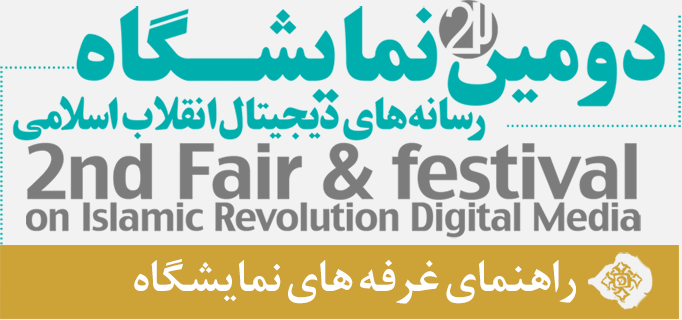 دومین نمایشگاه
رسانه‌های دیجیتال انقلاب اسلامی
2nd Fair & festival
on Islamic Revolution Digital Media
راهنمای غرفه های نمایشگاه